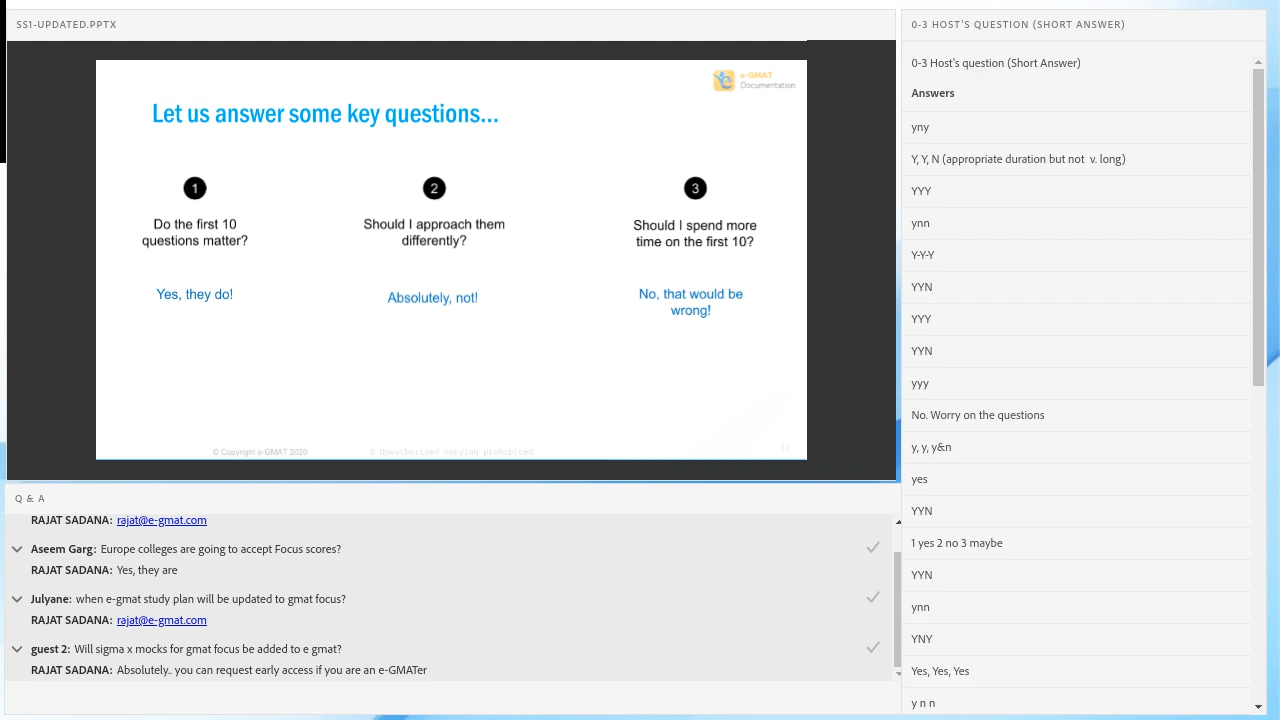 SS1-UPDATED.PPTX
e-GMAT
Documentation
Let us answer some key questions...
1
2
3
Do the first 10
questions matter?
Should I approach them
differently?
Should I spend more
time on the first 10?
Yes, they do!
Absolutely, not!
No, that would be
wrong!
© Copyright e-GMAT 2020
© Unauthorized copying prohibited
Q & A
RAJAT SADANA: rajat@e-gmat.com
Aseem Garg: Europe colleges are going to accept Focus scores?
RAJAT SADANA: Yes, they are
Julyane: when e-gmat study plan will be updated to gmat focus?
RAJAT SADANA: rajat@e-gmat.com
guest 2: Will sigma x mocks for gmat focus be added to e gmat?
RAJAT SADANA: Absolutely.. you can request early access if you are an e-GMATer
0-3 HOST'S QUESTION (SHORT ANSWER)
0-3 Host's question (Short Answer)
Answers
yny
Y, Y, N (appropriate duration but not v. long)
YYY
ynn
Y-Y-Y
YYN
YYY
YYN
yyy
No. Worry on the questions
y, y, y&n
yes
YYN
1 yes 2 no 3 maybe
YYN
ynn
YNY
Yes, Yes, Yes
y n n